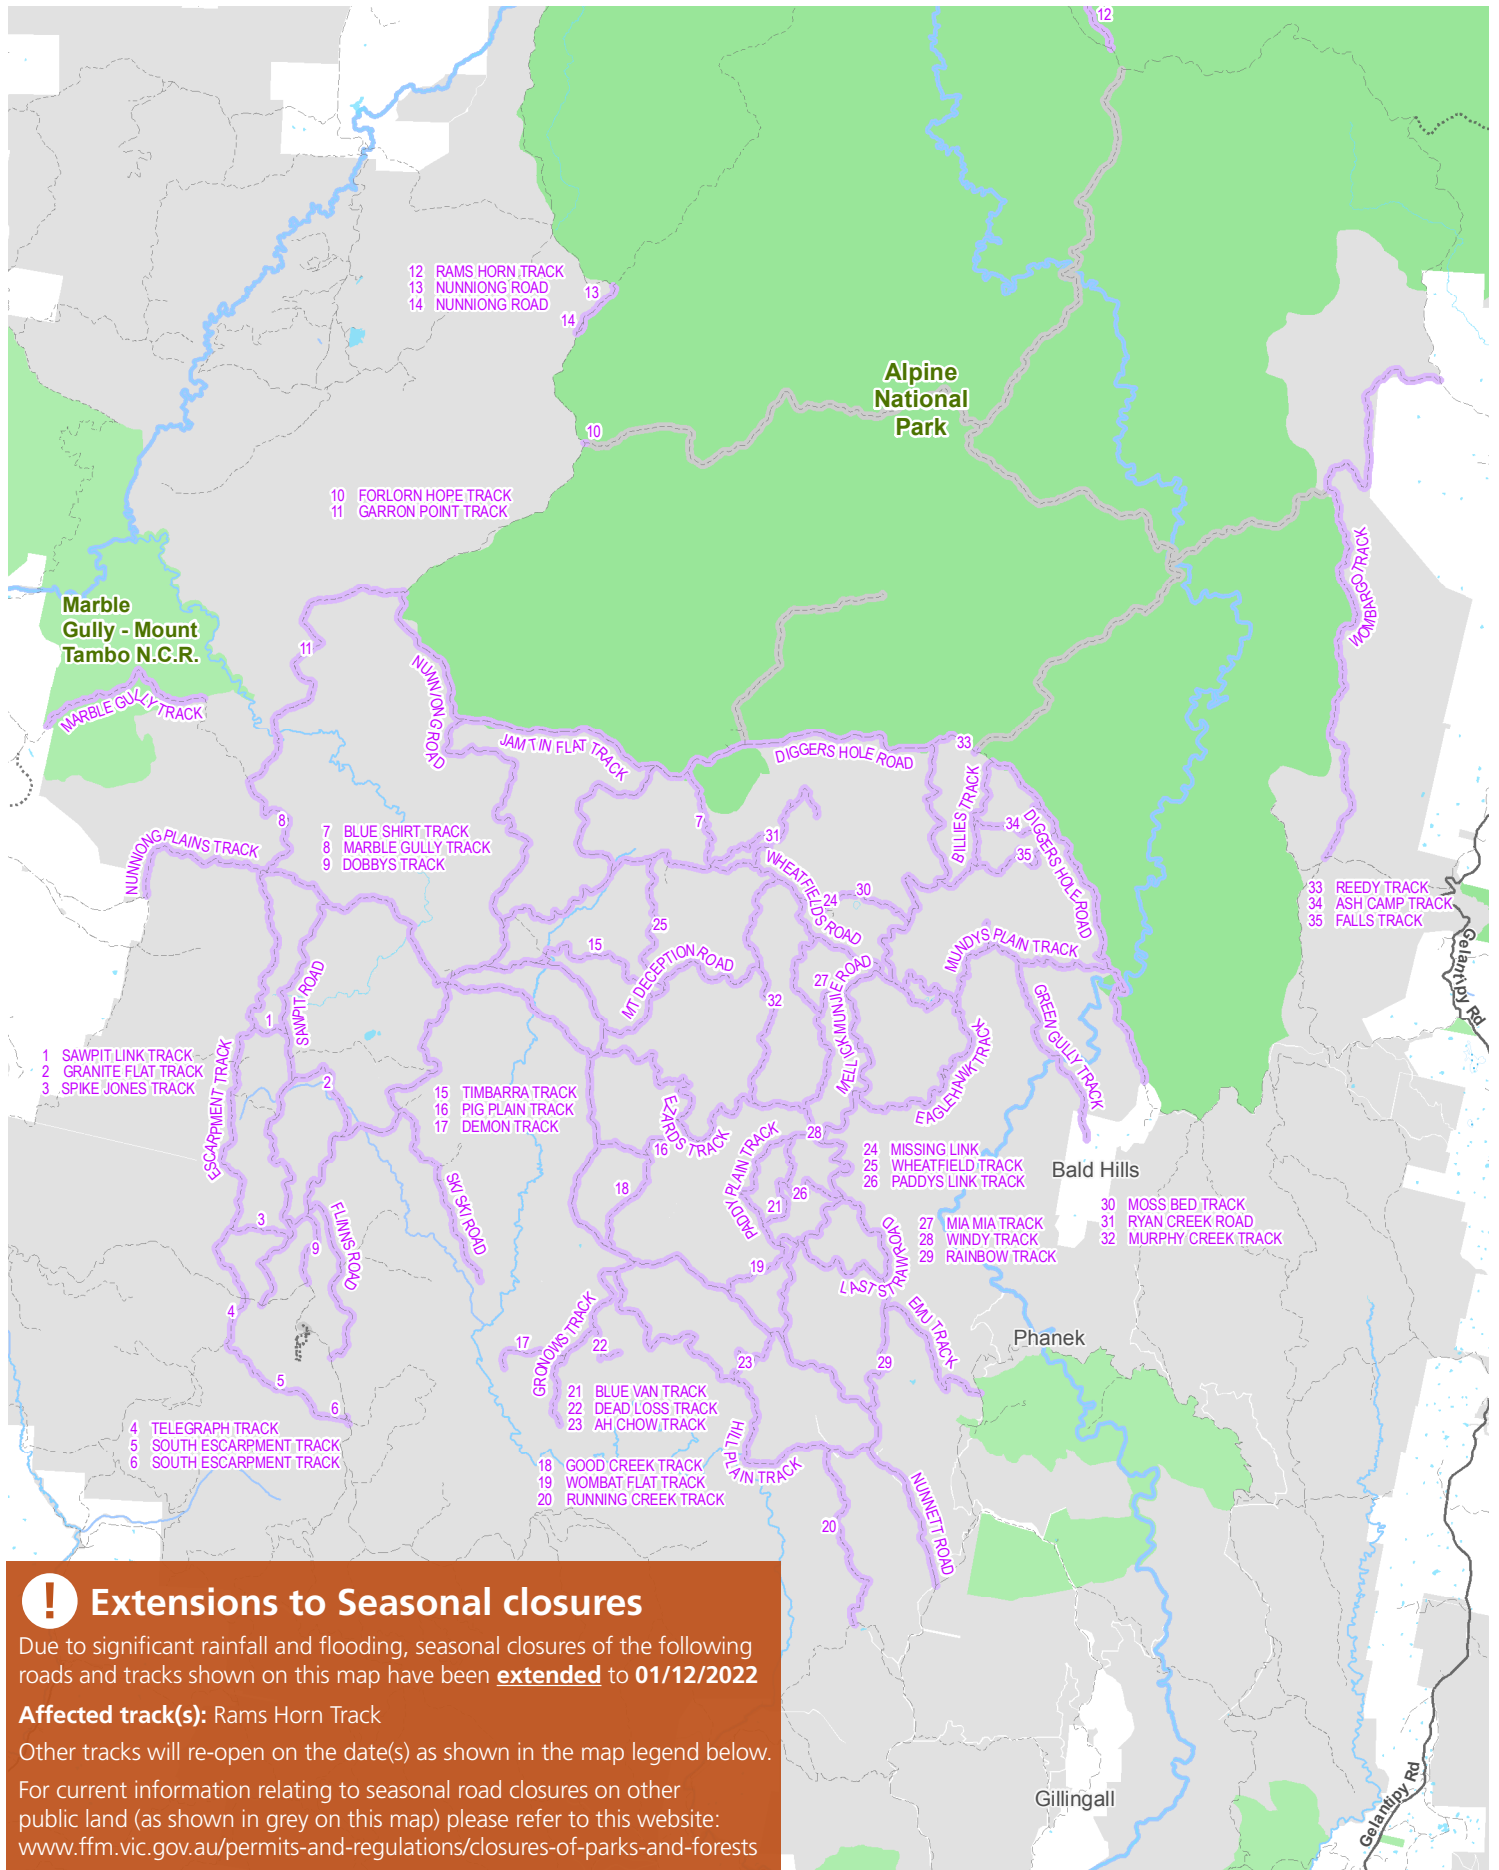 12
12 RAMS HORN TRACK
13 NUNNIONG ROAD
14 NUNNIONG ROAD
13
14
Alpine
National
Park
10
10 FORLORN HOPE TRACK
11 GARRON POINT TRACK
WOMBARGO TRACK
Marble
Gully - Mount
Tambo N.C.R.
11
MARBLE GULLY TRACK
NUNNIONG ROAD
JAM TIN FLAT TRACK
DIGGERS HOLE ROAD
33
BILLIES TRACK
8
7
7 BLUE SHIRT TRACK
8 MARBLE GULLY TRACK
9 DOBBYS TRACK
NUNNIONG PLAINS TRACK
31
34
35
DIGGERS HOLE ROAD
WHEATFIELDS ROAD
24
30
33 REEDY TRACK
34 ASH CAMP TRACK
35 FALLS TRACK
Gelantipy Rd
25
15
MT DECEPTION ROAD
MUNDYS PLAIN TRACK
27
32
SAWPIT ROAD
1
GREEN GULLY TRACK
MELLICKMUNJIE ROAD
EAGLEHAWK TRACK
1 SAWPIT LINK TRACK
2 GRANITE FLAT TRACK
3 SPIKE JONES TRACK
ESCARPMENT TRACK
2
15 TIMBARRA TRACK
16 PIG PLAIN TRACK
17 DEMON TRACK
EZARDS TRACK
16
28
PADDY PLAIN TRACK
24 MISSING LINK
25 WHEATFIELD TRACK
26 PADDYS LINK TRACK
Bald Hills
18
26
21
SKI SKI ROAD
FLINNS ROAD
3
9
30 MOSS BED TRACK
31 RYAN CREEK ROAD
32 MURPHY CREEK TRACK
27 MIA MIA TRACK
28 WINDY TRACK
29 RAINBOW TRACK
LAST STRAW ROAD
19
4
EMU TRACK
Phanek
GRONOWS TRACK
17
22
23
29
5
6
21 BLUE VAN TRACK
22 DEAD LOSS TRACK
23 AH CHOW TRACK
4 TELEGRAPH TRACK
5 SOUTH ESCARPMENT TRACK
6 SOUTH ESCARPMENT TRACK
HILL PLAIN TRACK
18 GOOD CREEK TRACK
19 WOMBAT FLAT TRACK
20 RUNNING CREEK TRACK
20
NUNNETT ROAD
! Extensions to Seasonal closures
Due to significant rainfall and flooding, seasonal closures of the following
roads and tracks shown on this map have been extended to 01/12/2022
Affected track(s): Rams Horn Track
Other tracks will re-open on the date(s) as shown in the map legend below.
For current information relating to seasonal road closures on other
public land (as shown in grey on this map) please refer to this website:
www.ffm.vic.gov.au/permits-and-regulations/closures-of-parks-and-forests
Gillingall
Gelantipy Rd